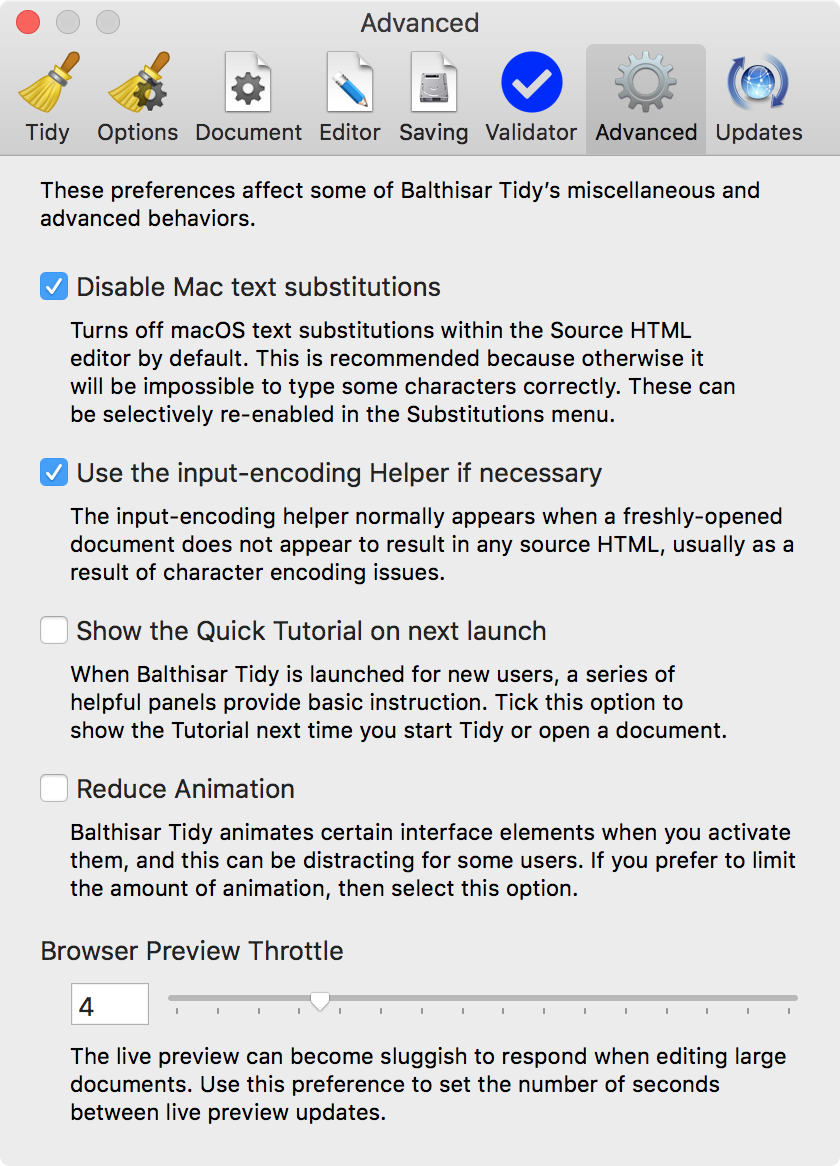 Advanced
Tidy Options Document Editor Saving Validator Advanced Updates
These preferences affect some of Balthisar Tidy’s miscellaneous and
advanced behaviors.
Disable Mac text substitutions
Turns off macOS text substitutions within the Source HTML
editor by default. This is recommended because otherwise it
will be impossible to type some characters correctly. These can
be selectively re-enabled in the Substitutions menu.
Use the input-encoding Helper if necessary
The input-encoding helper normally appears when a freshly-opened
document does not appear to result in any source HTML, usually as a
result of character encoding issues.
Show the Quick Tutorial on next launch
When Balthisar Tidy is launched for new users, a series of
helpful panels provide basic instruction. Tick this option to
show the Tutorial next time you start Tidy or open a document.
Reduce Animation
Balthisar Tidy animates certain interface elements when you activate
them, and this can be distracting for some users. If you prefer to limit
the amount of animation, then select this option.
Browser Preview Throttle
4
The live preview can become sluggish to respond when editing large
documents. Use this preference to set the number of seconds
between live preview updates.